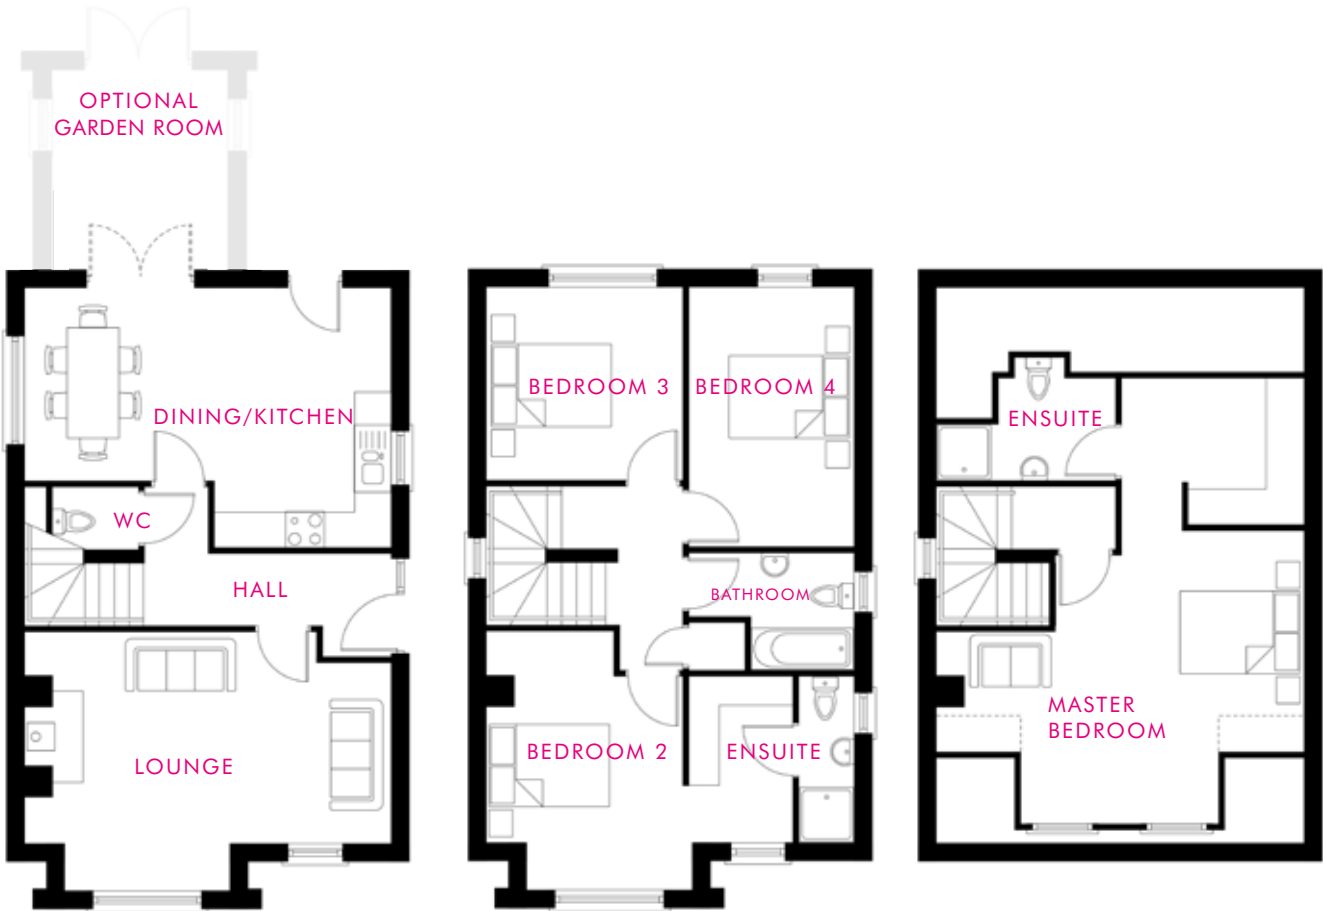 OPTIONAL
GARDEN ROOM
DINING/KITCHEN
WC
HALL
LOUNGE
BEDROOM 3
BEDROOM 4
BATHROOM
BEDROOM 2
ENSUITE
ENSUITE
MASTER
BEDROOM